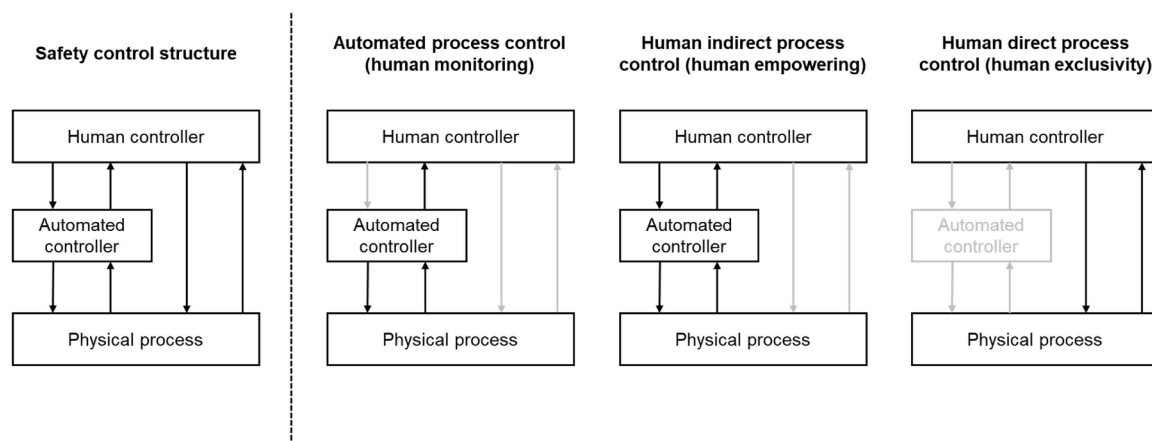 Safety control structure
Automated process control
(human monitoring)
Human indirect process
control (human empowering)
Human direct process
control (human exclusivity)
Human controller
Automated
controller
Physical process
Human controller
Automated
controller
Physical process
Human controller
Automated
controller
Physical process
Human controller
Automated
controller
Physical process